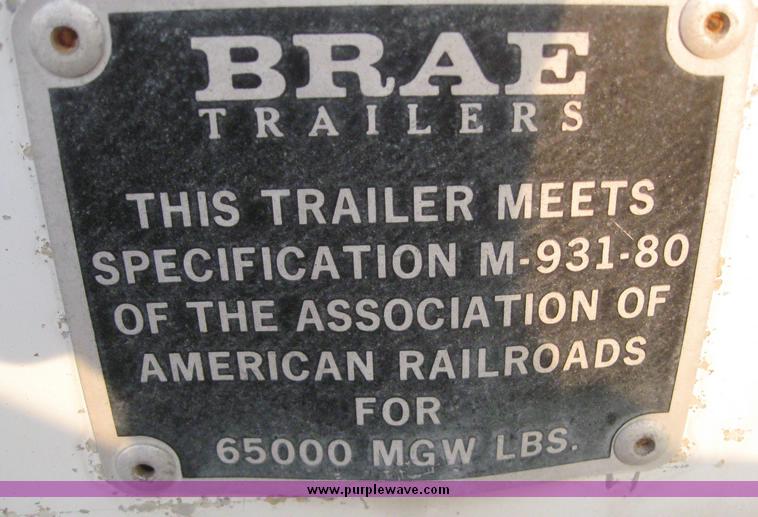 BRAE
TRAILERS
THIS TRAILER MEETS
SPECIFICATION M-931-80
OF THE ASSOCIATION OF
AMERICAN RAILROADS
FOR
65000 MGW LBS.
www.purplewave.com